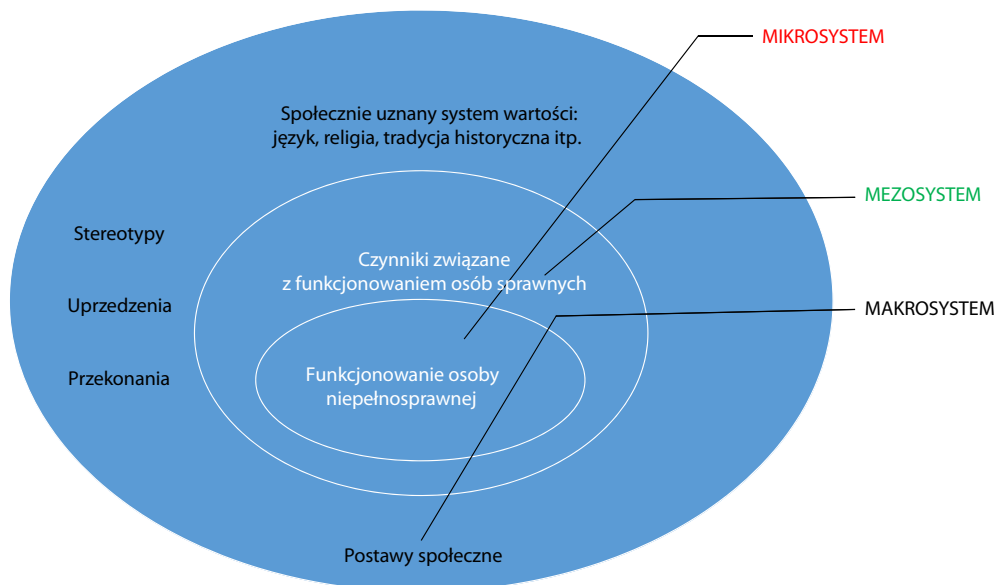 MIKROSYSTEM
Społecznie uznany system wartości:
język, religia, tradycja historyczna itp.
MEZOSYSTEM
Stereotypy
Czynniki związane
z funkcjonowaniem osób sprawnych
Uprzedzenia
MAKROSYSTEM
Przekonania
Funkcjonowanie osoby
niepełnosprawnej
Postawy społeczne